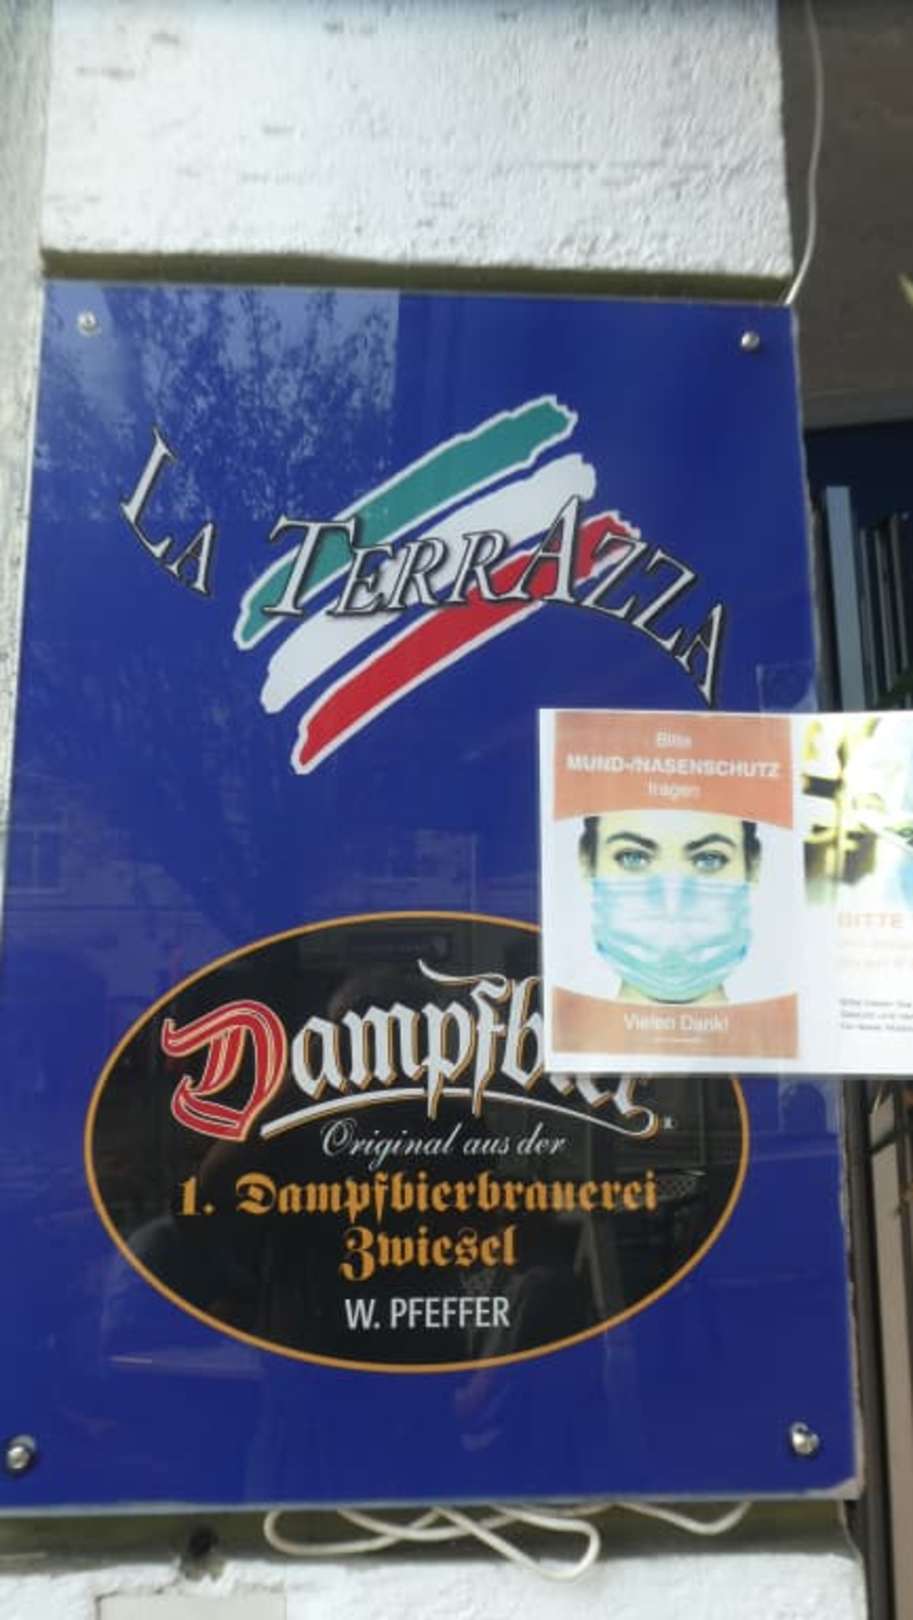 LA TERRAZZA
Bitte
MUND-/NASENSCHUTZ
tragen
Vielen Dank!
BITTE
Dampfbier
Original aus der
1. Dampfbierbrauerei
Zwiesel
W. PFEFFER